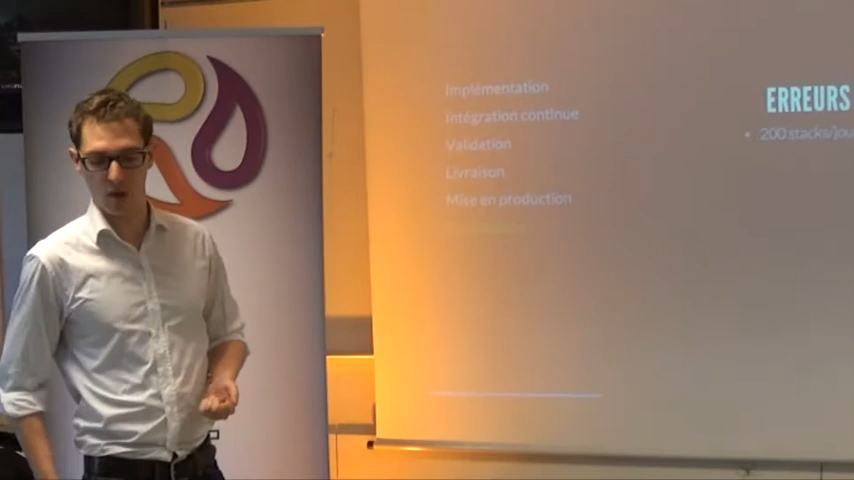 Implémentation
Intégration continue
Validation
Livraison
Mise en production
ERREURS
• 200 stacks/jou